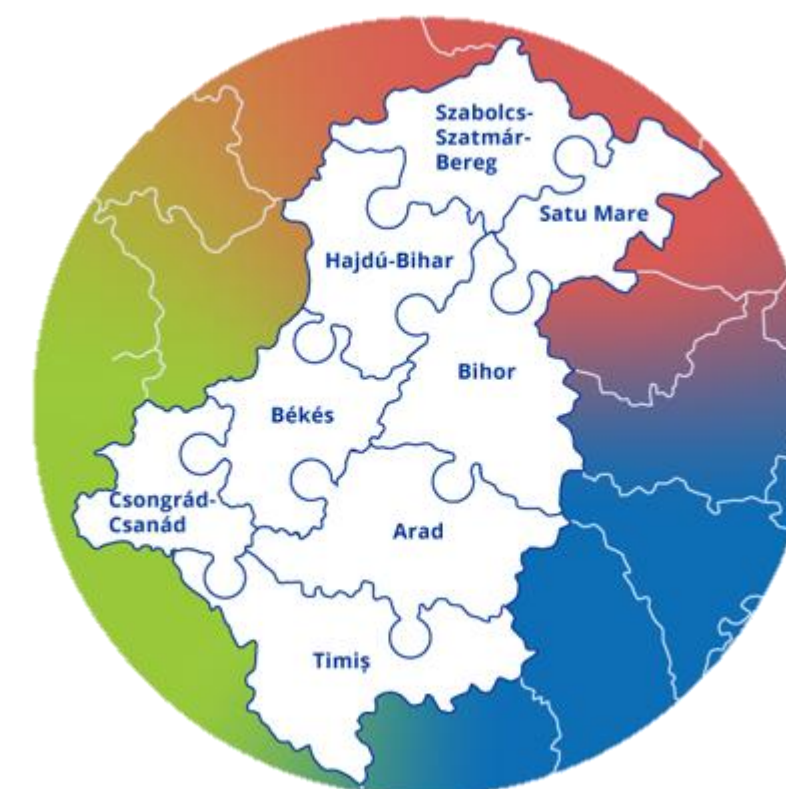 Szabolcs-
Szatmár-
Bereg
Satu Mare
Hajdú-Bihar
Bihor
Békés
Csongrád-
Csanád
Arad
Timiș